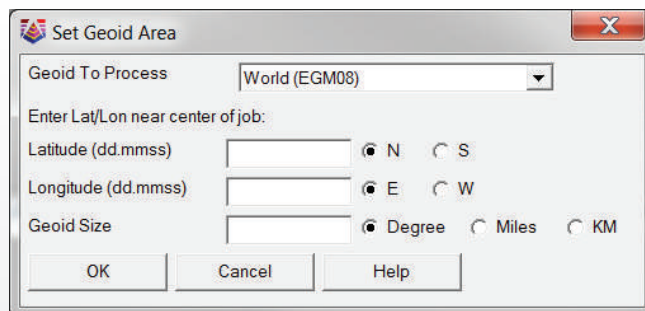 Set Geoid Area
X
Geoid To Process World (EGM08)
Enter Lat/Lon near center of job:
Latitude (dd.mmss) N S
Longitude (dd.mmss) E W
Geoid Size Degree Miles KM
OK Cancel Help